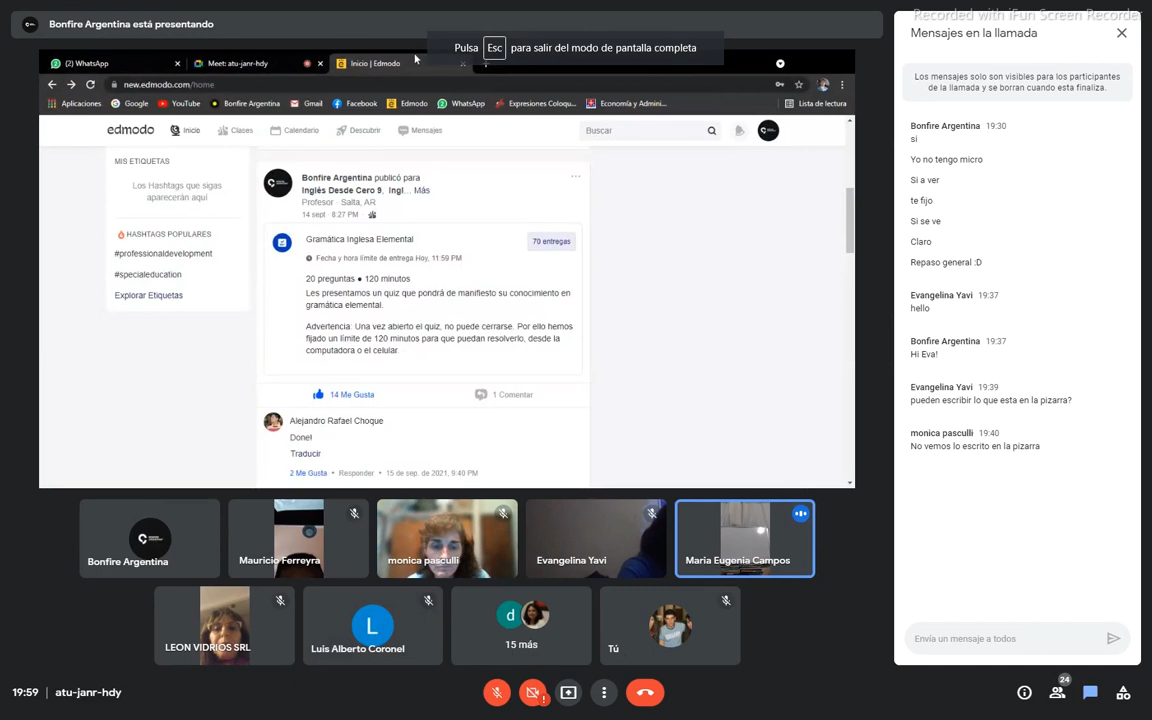 Bonfire Argentina está presentando
Recorded with iFun Screen Recorder
Pulsa Esc para salir del modo de pantalla completa
(2) WhatsApp
Meet: atu-janr-hdy
Inicio | Edmodo
new.edmodo.com/home
Aplicaciones
Google
YouTube
Bonfire Argentina
Gmail
Facebook
Edmodo
WhatsApp
Expresiones Coloqu...
Economía y Admini...
Lista de lectura
edmodo
Inicio
Clases
Calendario
Descubrir
Mensajes
Buscar
MIS ETIQUETAS
Los Hashtags que sigas
aparecerán aquí
HASHTAGS POPULARES
#professionaldevelopment
#specialeducation
Explorar Etiquetas
Bonfire Argentina publicó para
Inglés Desde Cero 9, Ingl... Más
Profesor - Salta, AR
14 sept · 8:27 PM
Gramática Inglesa Elemental
70 entregas
Fecha y hora límite de entrega Hoy, 11:59 PM
20 preguntas ● 120 minutos
Les presentamos un quiz que pondrá de manifiesto su conocimiento en
gramática elemental.
Advertencia: Una vez abierto el quiz, no puede cerrarse. Por ello hemos
fijado un límite de 120 minutos para que puedan resolverlo, desde la
computadora o el celular.
14 Me Gusta
1 Comentar
Alejandro Rafael Choque
Done!
Traducir
2 Me Gusta • Responder • 15 de sep. de 2021, 9:40 PM
Bonfire Argentina
Mauricio Ferreyra
monica pasculli
Evangelina Yavi
Maria Eugenia Campos
LEON VIDRIOS SRL
L
Luis Alberto Coronel
d
15 más
Tú
19:59
atu-janr-hdy
Mensajes en la llamada
Los mensajes solo son visibles para los participantes
de la llamada y se borran cuando esta finaliza.
Bonfire Argentina 19:30
si
Yo no tengo micro
Si a ver
te fijo
Si se ve
Claro
Repaso general :D
Evangelina Yavi 19:37
hello
Bonfire Argentina 19:37
Hi Eva!
Evangelina Yavi 19:39
pueden escribir lo que esta en la pizarra?
monica pasculli 19:40
No vemos lo escrito en la pizarra
Envía un mensaje a todos
24